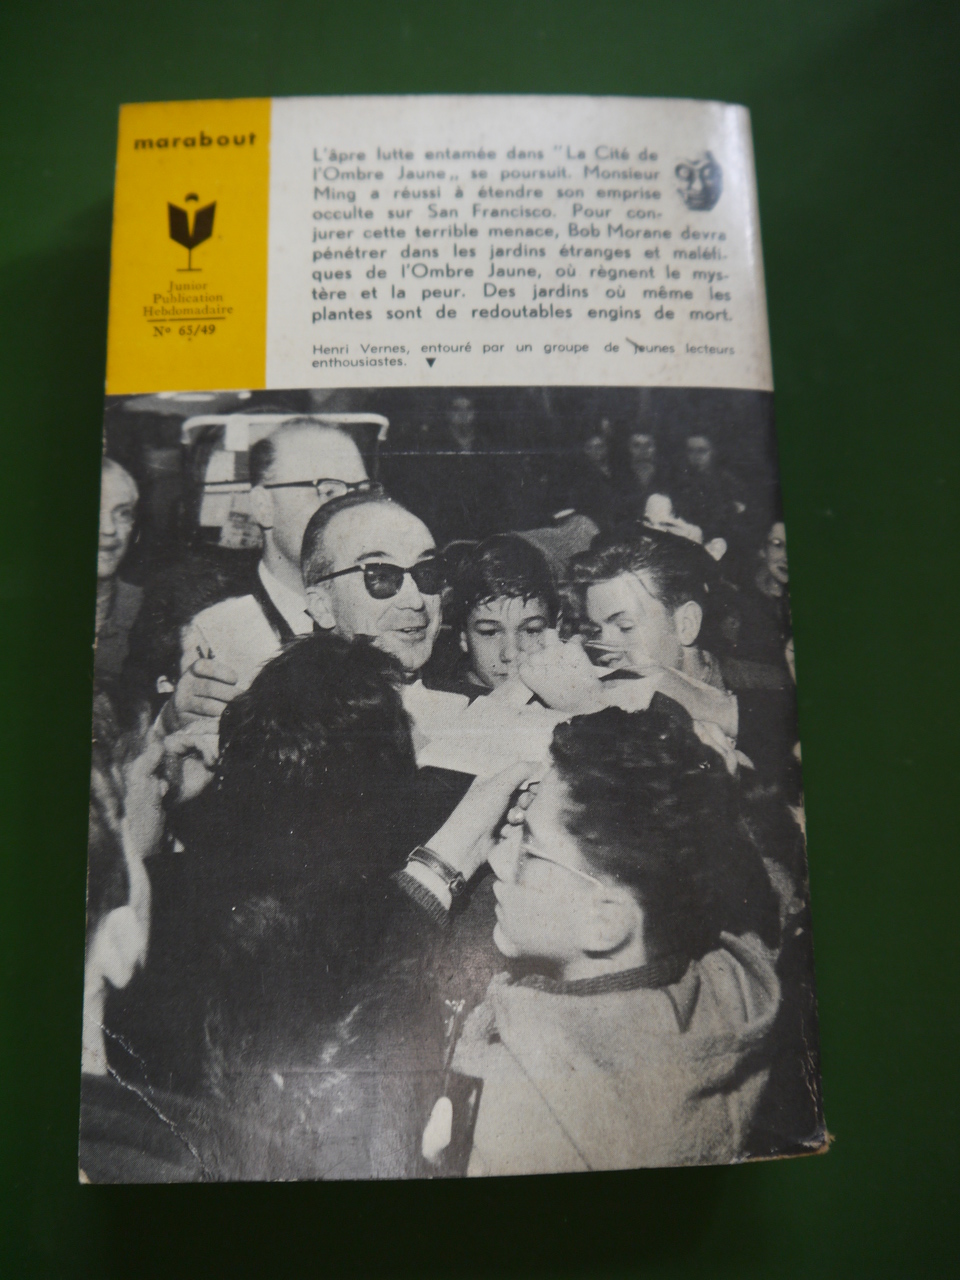 marabout
Junior
Publication
Hebdomadaire
Nº 65/49
L'âpre lutte entamée dans "La Cité de
l'Ombre Jaune„ se poursuit. Monsieur
Ming a réussi à étendre son emprise
occulte sur San Francisco. Pour con-
jurer cette terrible menace, Bob Morane devra
pénétrer dans les jardins étranges et maléfi-
ques de l'Ombre Jaune, où règnent le mys-
tère et la peur. Des jardins où même les
plantes sont de redoutables engins de mort.
Henri Vernes, entouré par un groupe de jeunes lecteurs
enthousiastes. ▼